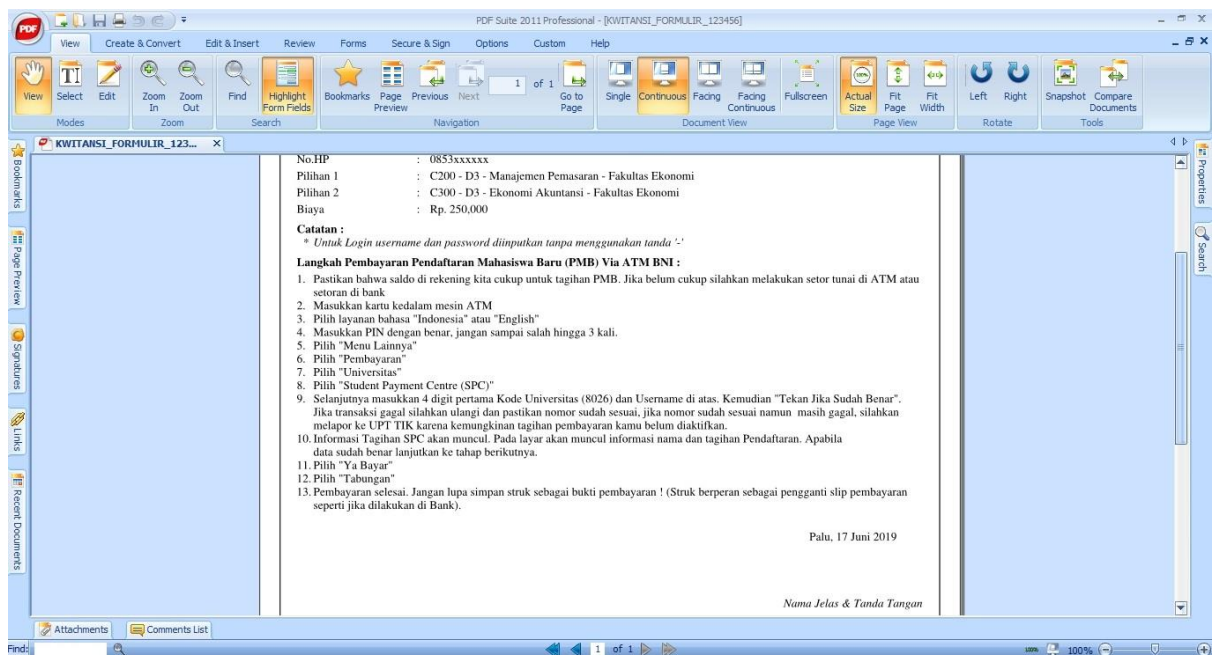 PDF
PDF Suite 2011 Professional - [KWITANSI_FORMULIR_123456]
View Create & Convert Edit & Insert Review Forms Secure & Sign Options Custom Help
View Select Edit Zoom In Zoom Out Find Highlight Form Fields Bookmarks Page Preview Previous Next 1 of 1 Go to Page Single Continuous Facing Facing Continuous Fullscreen Actual Size Fit Page Fit Width Left Right Snapshot Compare Documents
Modes Zoom Search Navigation Document View Page View Rotate Tools
KWITANSI_FORMULIR_123... X
Bookmarks
Page Preview
Signatures
Links
Recent Documents
No.HP : 0853xxxxxx
Pilihan 1 : C200 - D3 - Manajemen Pemasaran - Fakultas Ekonomi
Pilihan 2 : C300 - D3 - Ekonomi Akuntansi - Fakultas Ekonomi
Biaya : Rp. 250,000
Catatan :
* Untuk Login username dan password diinputkan tanpa menggunakan tanda '-'
Langkah Pembayaran Pendaftaran Mahasiswa Baru (PMB) Via ATM BNI :
1. Pastikan bahwa saldo di rekening kita cukup untuk tagihan PMB. Jika belum cukup silahkan melakukan setor tunai di ATM atau
setoran di bank
2. Masukkan kartu kedalam mesin ATM
3. Pilih layanan bahasa "Indonesia" atau "English"
4. Masukkan PIN dengan benar, jangan sampai salah hingga 3 kali.
5. Pilih "Menu Lainnya"
6. Pilih "Pembayaran"
7. Pilih "Universitas"
8. Pilih "Student Payment Centre (SPC)"
9. Selanjutnya masukkan 4 digit pertama Kode Universitas (8026) dan Username di atas. Kemudian "Tekan Jika Sudah Benar".
Jika transaksi gagal silahkan ulangi dan pastikan nomor sudah sesuai, jika nomor sudah sesuai namun masih gagal, silahkan
melapor ke UPT TIK karena kemungkinan tagihan pembayaran kamu belum diaktifkan.
10. Informasi Tagihan SPC akan muncul. Pada layar akan muncul informasi nama dan tagihan Pendaftaran. Apabila
data sudah benar lanjutkan ke tahap berikutnya.
11. Pilih "Ya Bayar"
12. Pilih "Tabungan"
13. Pembayaran selesai. Jangan lupa simpan struk sebagai bukti pembayaran ! (Struk berperan sebagai pengganti slip pembayaran
seperti jika dilakukan di Bank).
Palu, 17 Juni 2019
Nama Jelas & Tanda Tangan
Properties
Search
Attachments Comments List
Find: 1 of 1 100% 100%